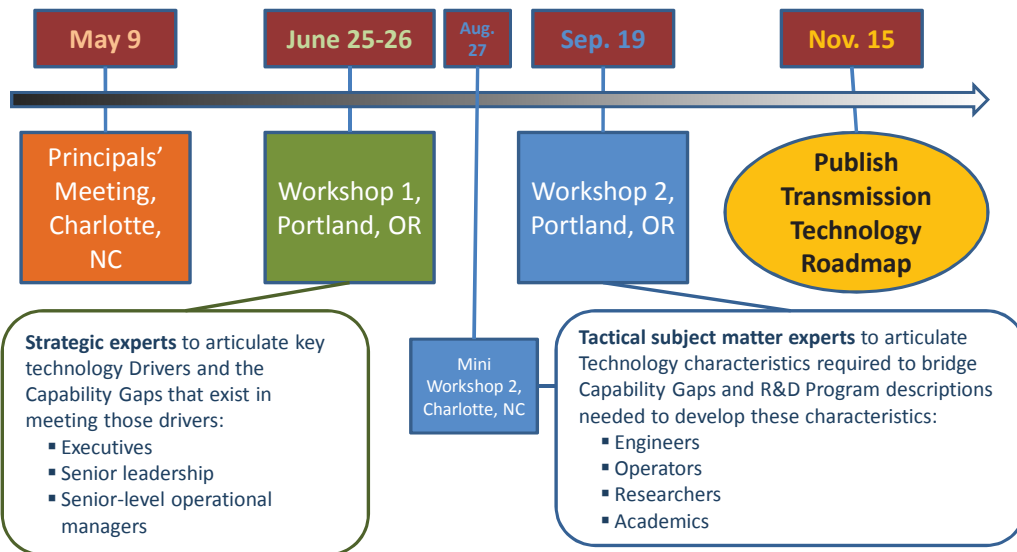 May 9
June 25-26
Aug.
27
Sep. 19
Nov. 15
Principals’
Meeting,
Charlotte,
NC
Workshop 1,
Portland, OR
Workshop 2,
Portland, OR
Publish
Transmission
Technology
Roadmap
Strategic experts to articulate key
technology Drivers and the
Capability Gaps that exist in
meeting those drivers:
▪ Executives
▪ Senior leadership
▪ Senior-level operational
managers
Mini
Workshop 2,
Charlotte, NC
Tactical subject matter experts to articulate
Technology characteristics required to bridge
Capability Gaps and R&D Program descriptions
needed to develop these characteristics:
▪ Engineers
▪ Operators
▪ Researchers
▪ Academics